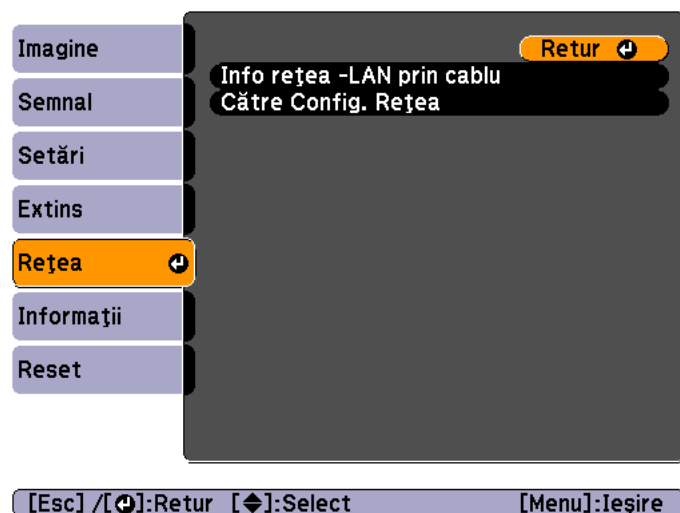 Imagine
Semnal
Setări
Extins
Reţea
Informaţii
Reset
Retur
Info reţea -LAN prin cablu
Către Config. Reţea
[Esc] /[⏎]:Retur [◆]:Select [Menu]:Ieşire